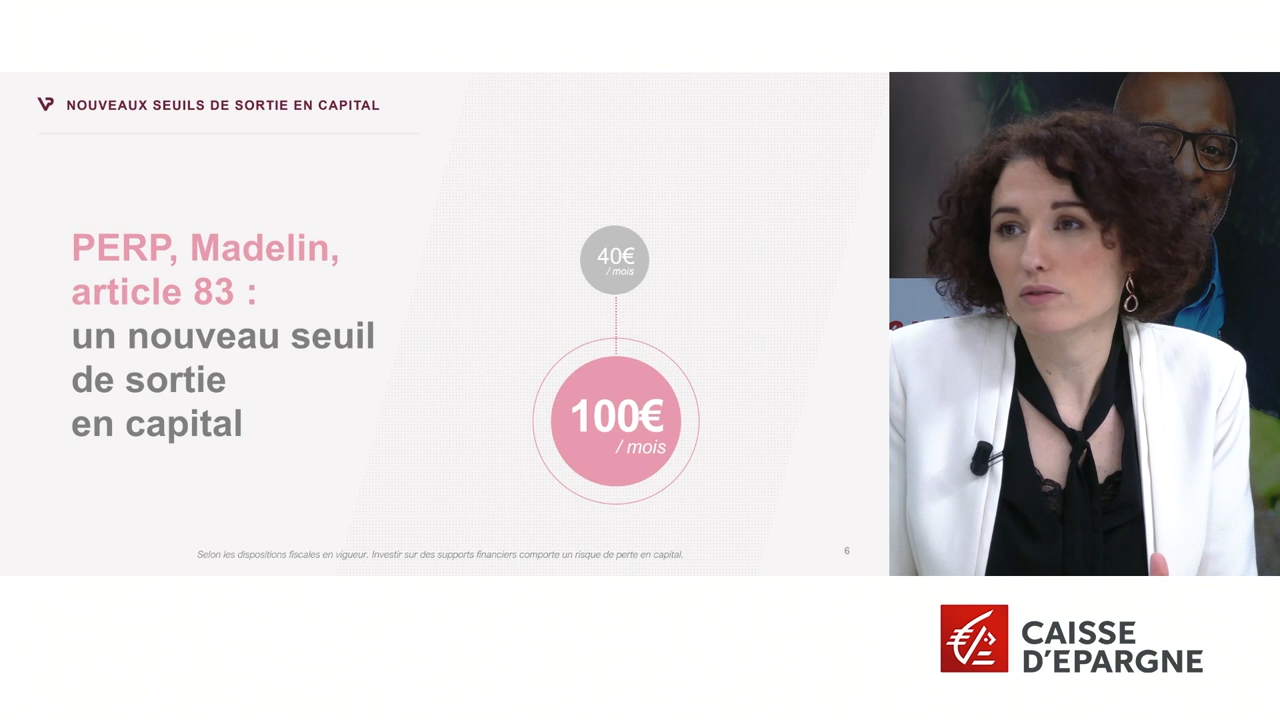 NOUVEAUX SEUILS DE SORTIE EN CAPITAL
PERP, Madelin,
article 83 :
un nouveau seuil
de sortie
en capital
40€
/ mois
100€
/ mois
Selon les dispositions fiscales en vigueur. Investir sur des supports financiers comporte un risque de perte en capital.
6
CAISSE
D'EPARGNE